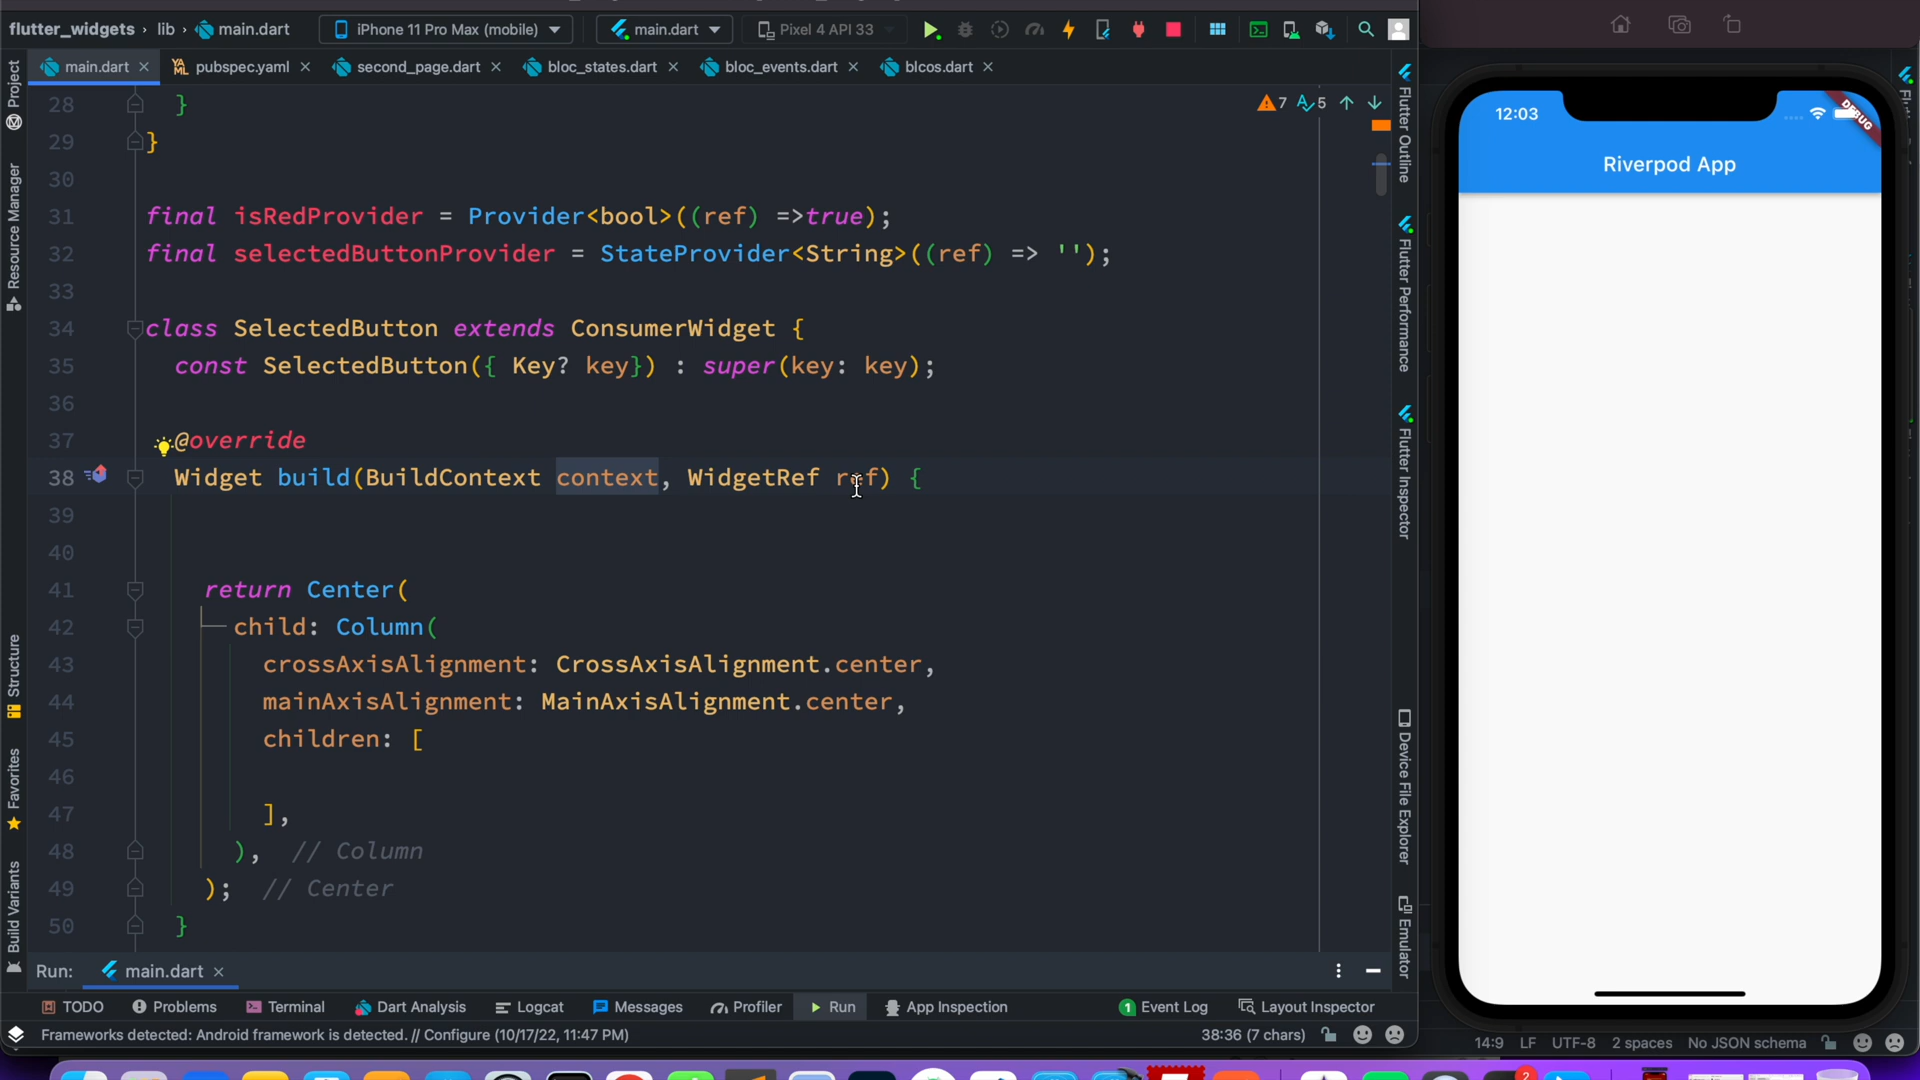 flutter_widgets › lib › main.dart
iPhone 11 Pro Max (mobile)
main.dart
Pixel 4 API 33
main.dart
pubspec.yaml
second_page.dart
bloc_states.dart
bloc_events.dart
blcos.dart
7 5
28 }
29 }
30
31 final isRedProvider = Provider<bool>((ref) =>true);
32 final selectedButtonProvider = StateProvider<String>((ref) => '');
33
34 class SelectedButton extends ConsumerWidget {
35 const SelectedButton({ Key? key}) : super(key: key);
36
37 @override
38 Widget build(BuildContext context, WidgetRef ref) {
39
40
41 return Center(
42 child: Column(
43 crossAxisAlignment: CrossAxisAlignment.center,
44 mainAxisAlignment: MainAxisAlignment.center,
45 children: [
46
47 ],
48 ), // Column
49 ); // Center
50 }
Project
Resource Manager
Structure
Favorites
Build Variants
Flutter Outline
Flutter Performance
Flutter Inspector
Device File Explorer
Emulator
Run: main.dart
TODO
Problems
Terminal
Dart Analysis
Logcat
Messages
Profiler
Run
App Inspection
1 Event Log
Layout Inspector
Frameworks detected: Android framework is detected. // Configure (10/17/22, 11:47 PM)
38:36 (7 chars)
12:03
DEBUG
Riverpod App
14:9 LF UTF-8 2 spaces No JSON schema
2